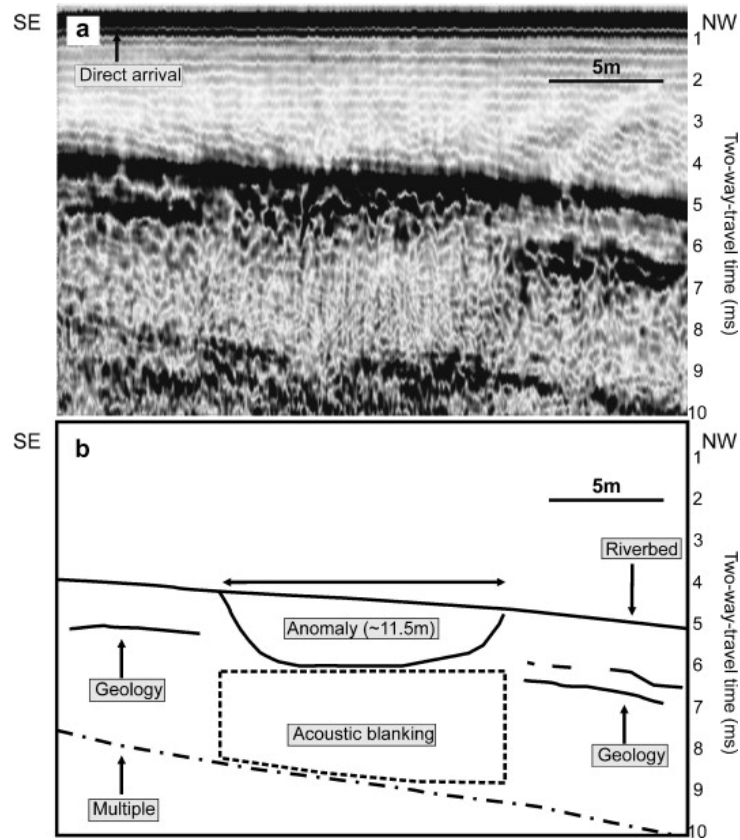 SE
NW
a
Direct arrival
5m
1
2
3
4
5
6
7
8
9
10
Two-way-travel time (ms)
SE
NW
b
5m
1
2
3
4
5
6
7
8
9
10
Two-way-travel time (ms)
Riverbed
Anomaly (~11.5m)
Geology
Acoustic blanking
Geology
Multiple